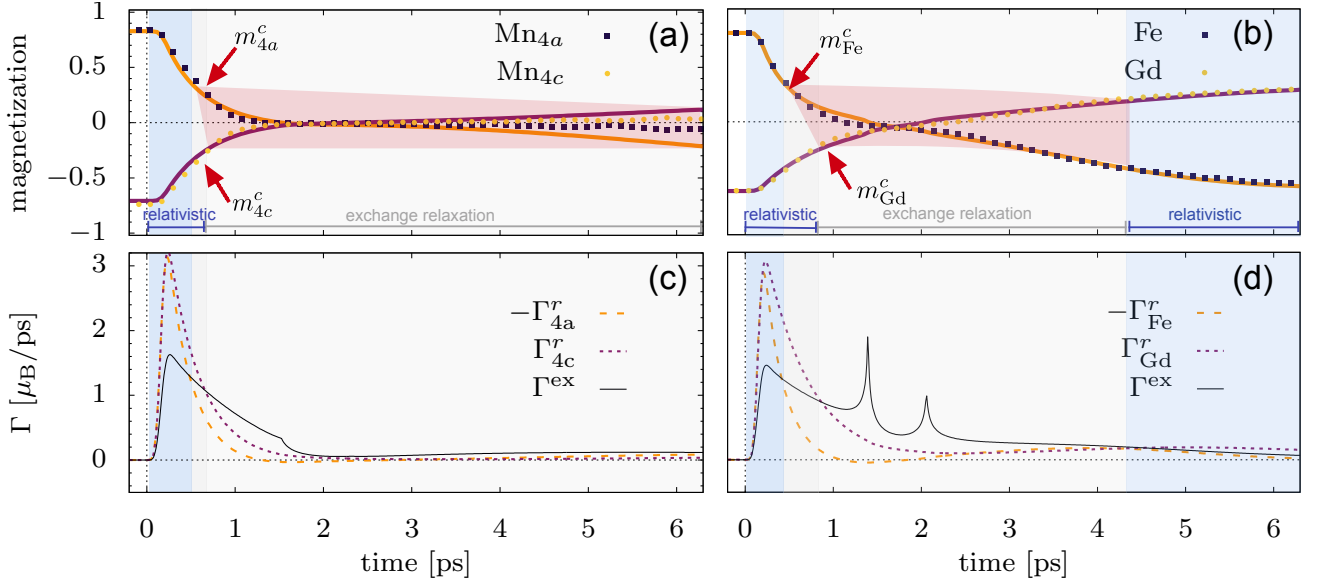 magnetization
1
0.5
0
−0.5
−1
Mn4a
Mn4c
(a)
m^c_4a
m^c_4c
relativistic
exchange relaxation
Fe
Gd
(b)
m^c_Fe
m^c_Gd
relativistic
exchange relaxation
relativistic
Γ [μB/ps]
3
2
1
0
(c)
−Γ^r_4a
Γ^r_4c
Γ^ex
(d)
−Γ^r_Fe
Γ^r_Gd
Γ^ex
0 1 2 3 4 5 6
time [ps]
0 1 2 3 4 5 6
time [ps]